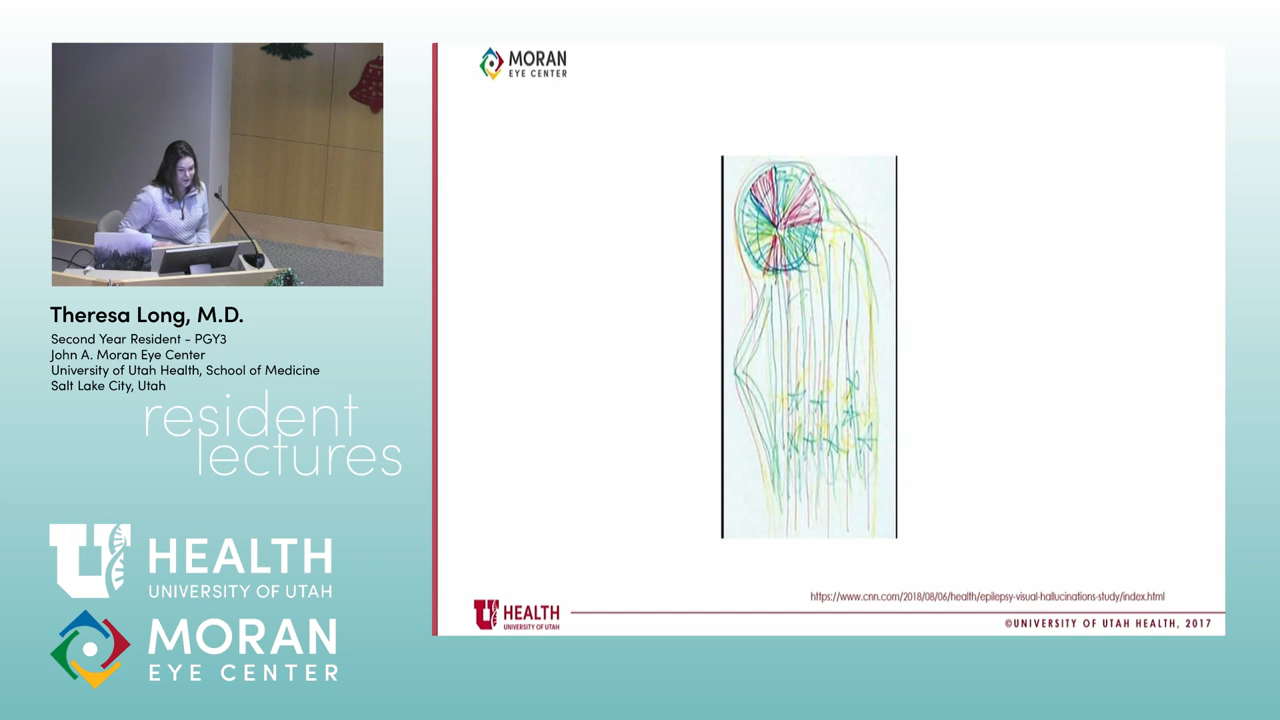 Theresa Long, M.D.
Second Year Resident - PGY3
John A. Moran Eye Center
University of Utah Health, School of Medicine
Salt Lake City, Utah
resident
lectures
U HEALTH
UNIVERSITY OF UTAH
MORAN
EYE CENTER
MORAN
EYE CENTER
https://www.cnn.com/2018/08/06/health/epilepsy-visual-hallucinations-study/index.html
U HEALTH
UNIVERSITY OF UTAH
©UNIVERSITY OF UTAH HEALTH, 2017